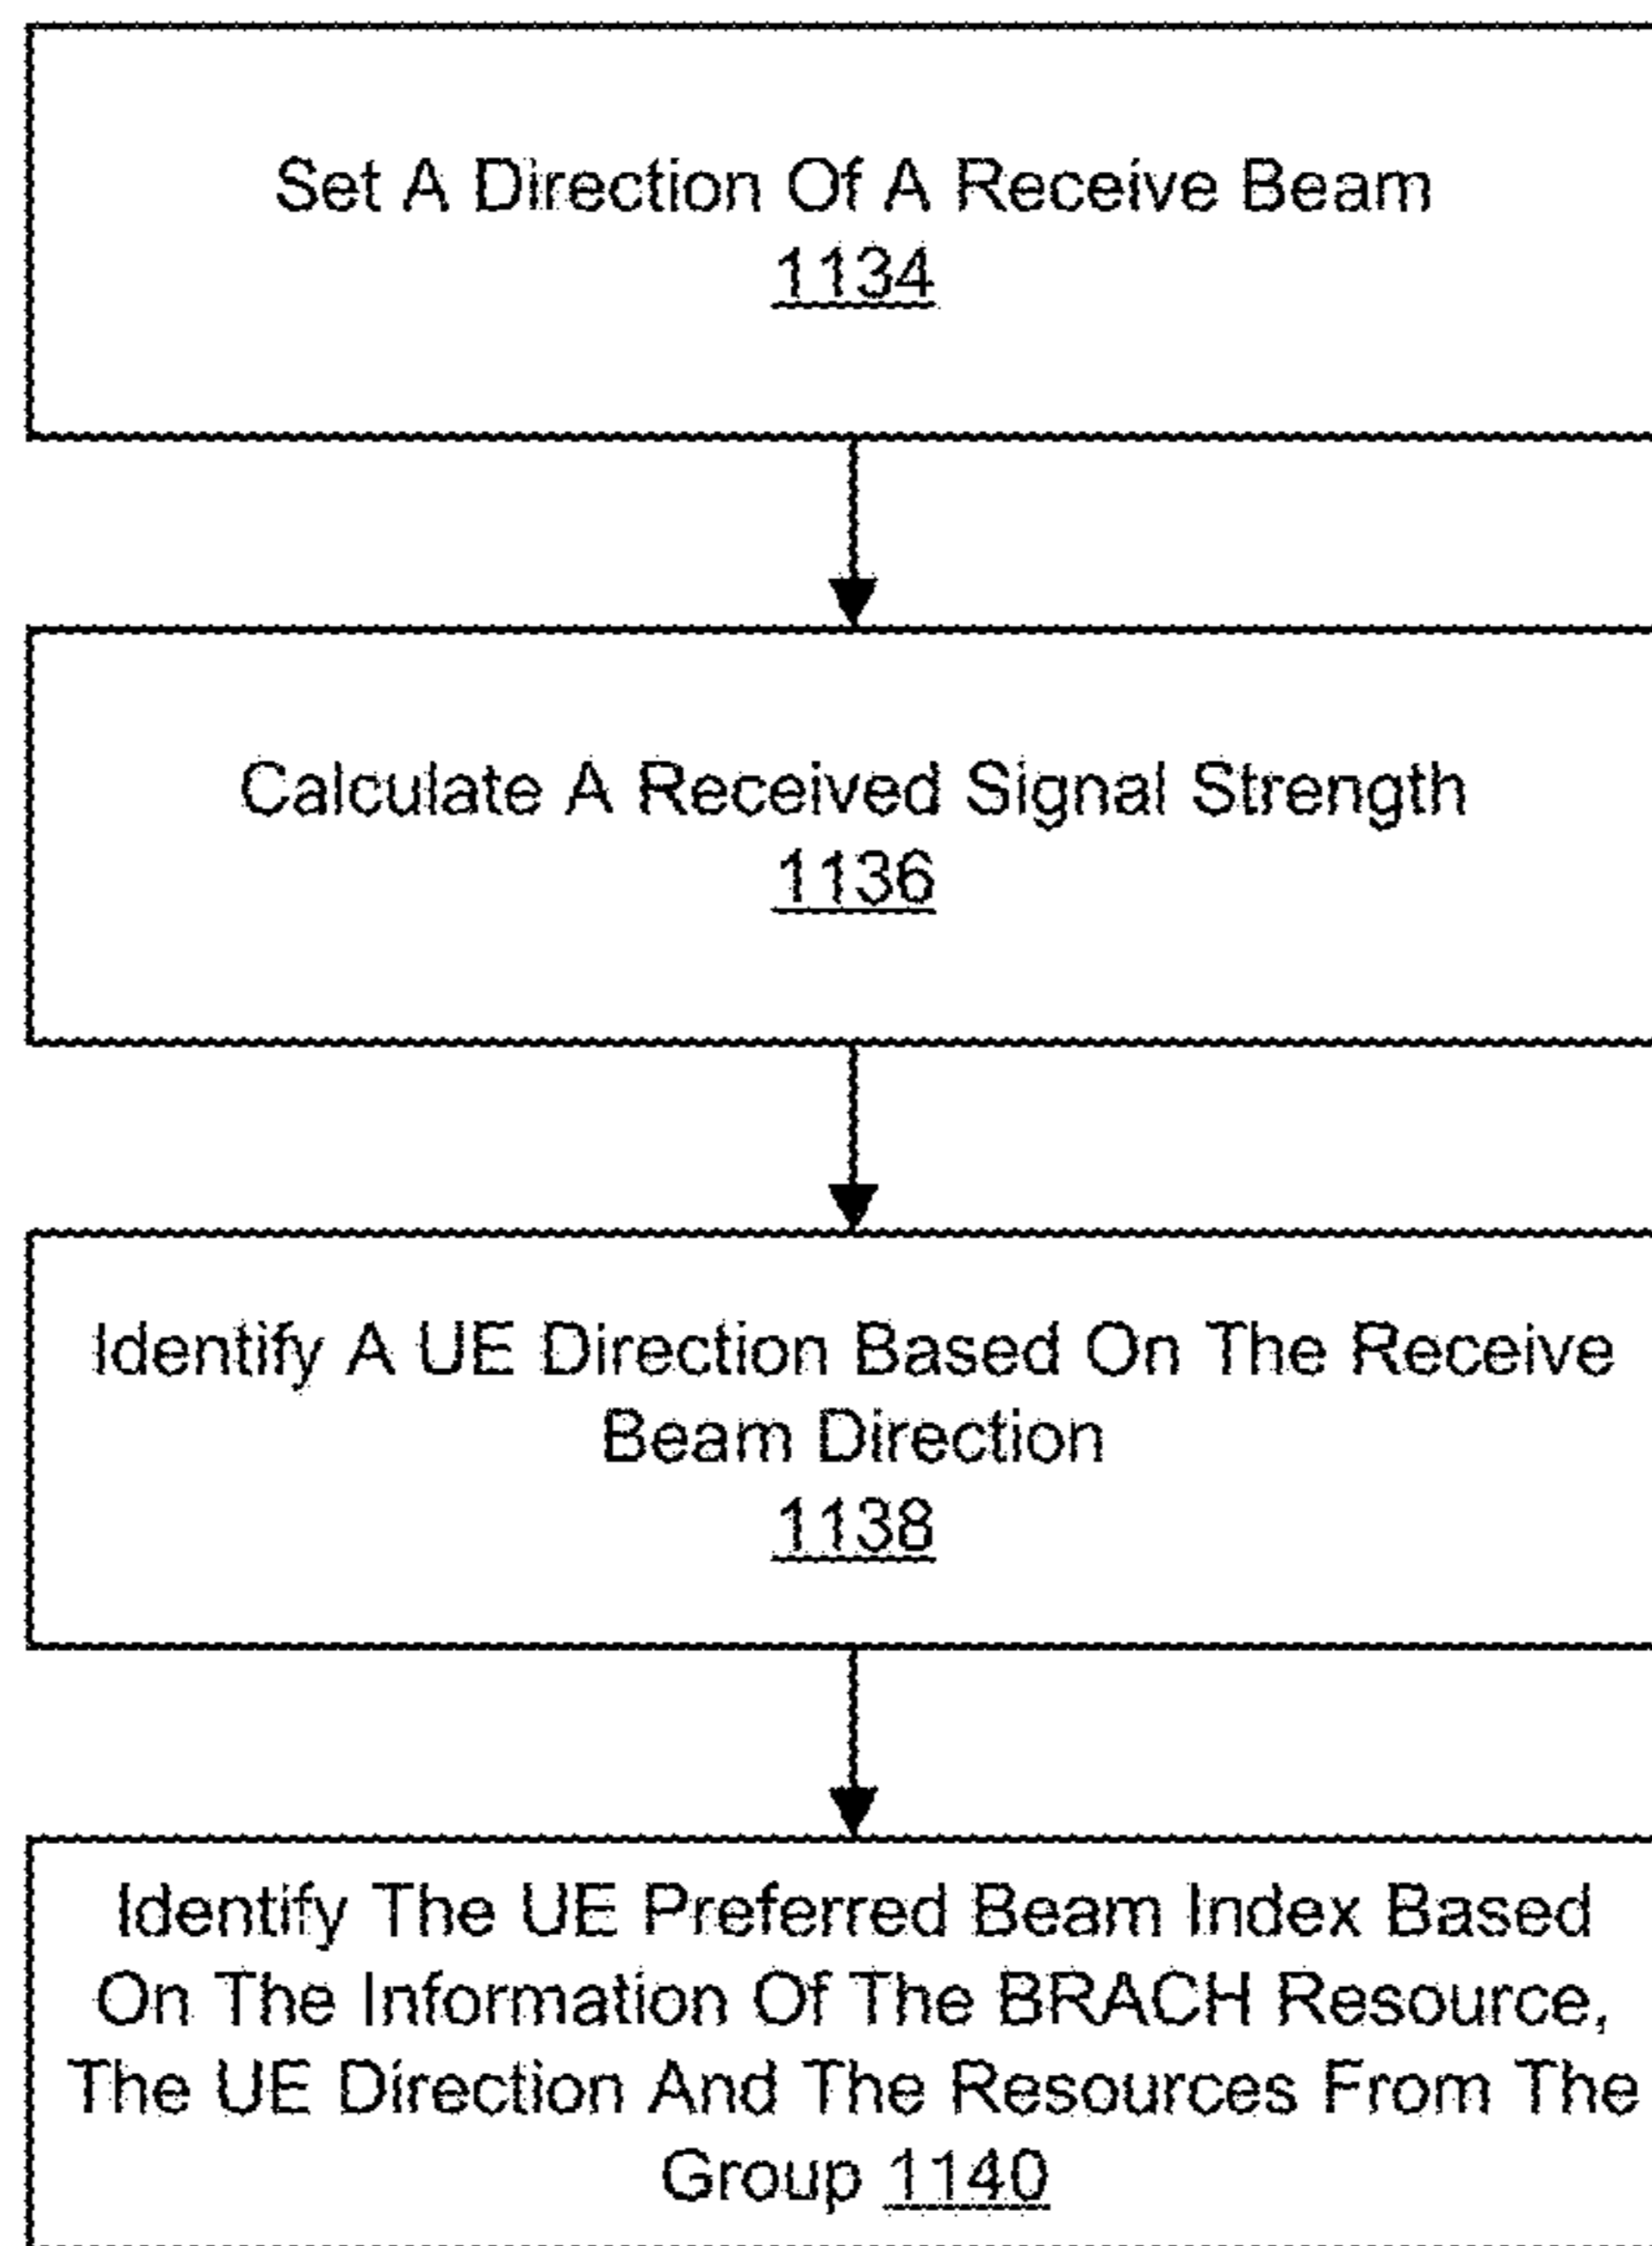 Set A Direction Of A Receive Beam
1134
Calculate A Received Signal Strength
1136
Identify A UE Direction Based On The Receive
Beam Direction
1138
Identify The UE Preferred Beam Index Based
On The Information Of The BRACH Resource,
The UE Direction And The Resources From The
Group 1140